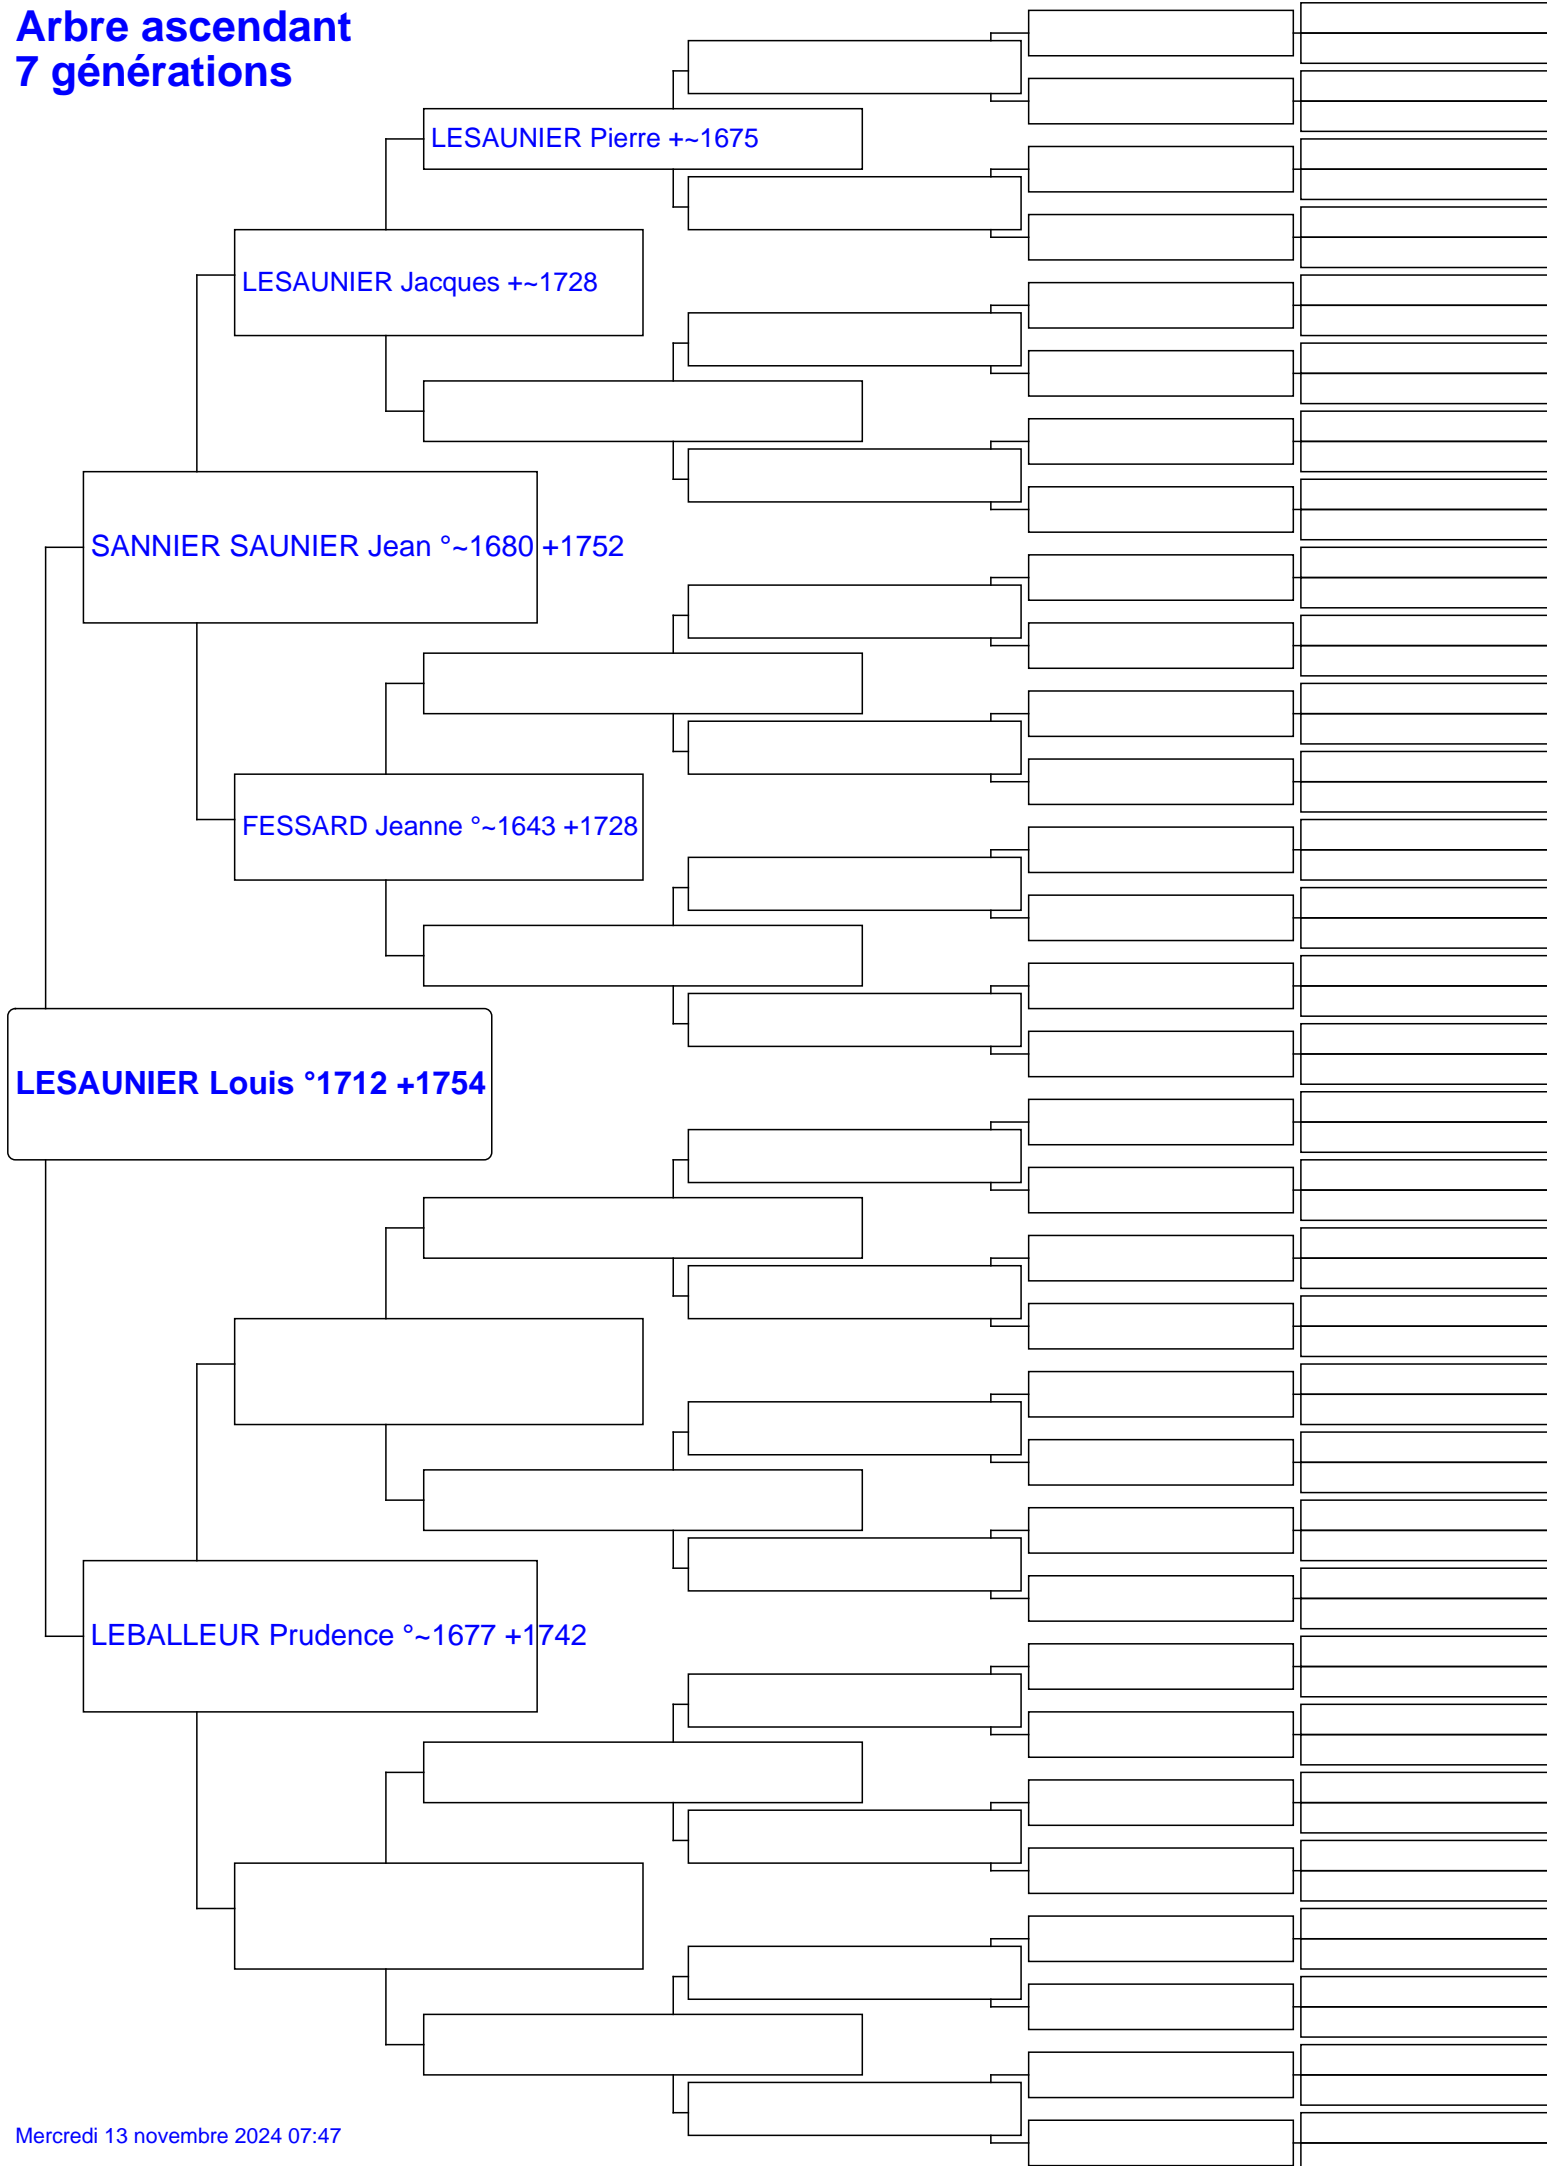 Arbre ascendant
7 générations
LESAUNIER Pierre +~1675
LESAUNIER Jacques +~1728
SANNIER SAUNIER Jean °~1680 +1752
FESSARD Jeanne °~1643 +1728
LESAUNIER Louis °1712 +1754
LEBALLEUR Prudence °~1677 +1742
Mercredi 13 novembre 2024 07:47